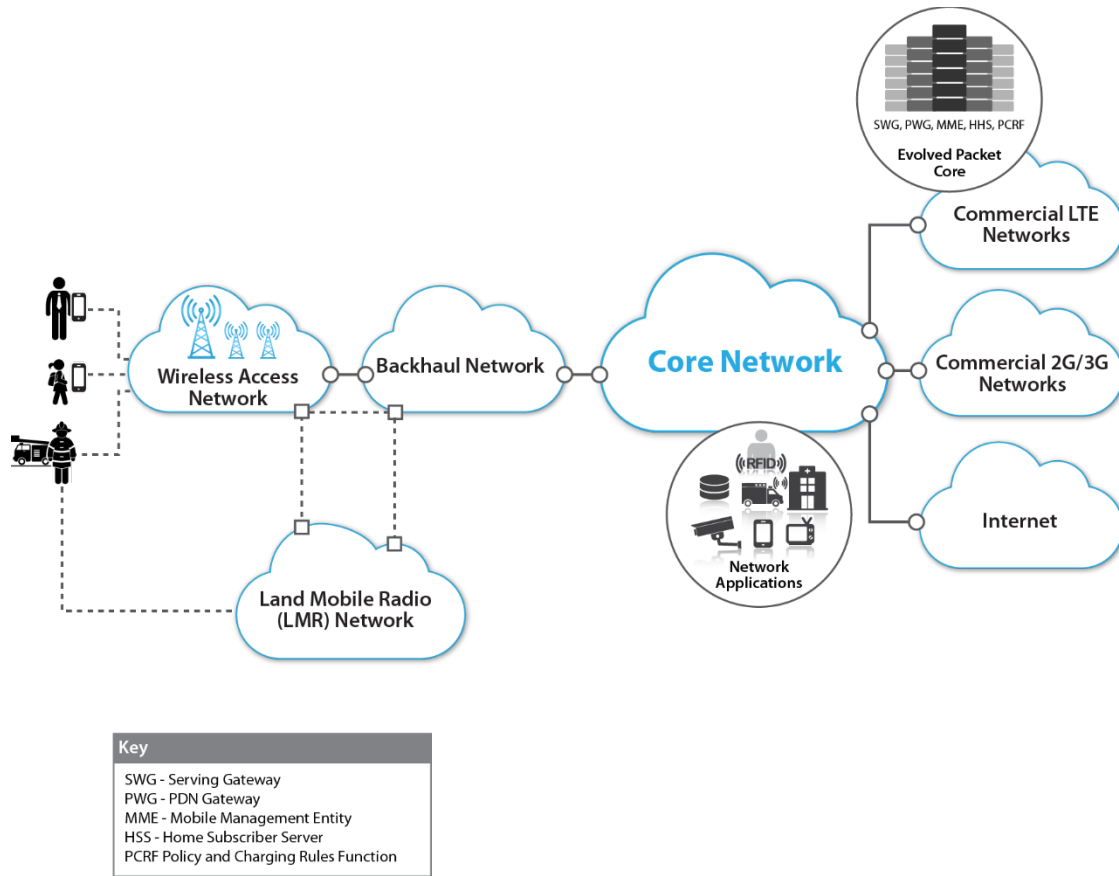 SWG, PWG, MME, HHS, PCRF
Evolved Packet
Core
Commercial LTE
Networks
Wireless Access
Network
Backhaul Network
Core Network
Commercial 2G/3G
Networks
RFID
Network
Applications
Internet
Land Mobile Radio
(LMR) Network
Key
SWG - Serving Gateway
PWG - PDN Gateway
MME - Mobile Management Entity
HSS - Home Subscriber Server
PCRF Policy and Charging Rules Function